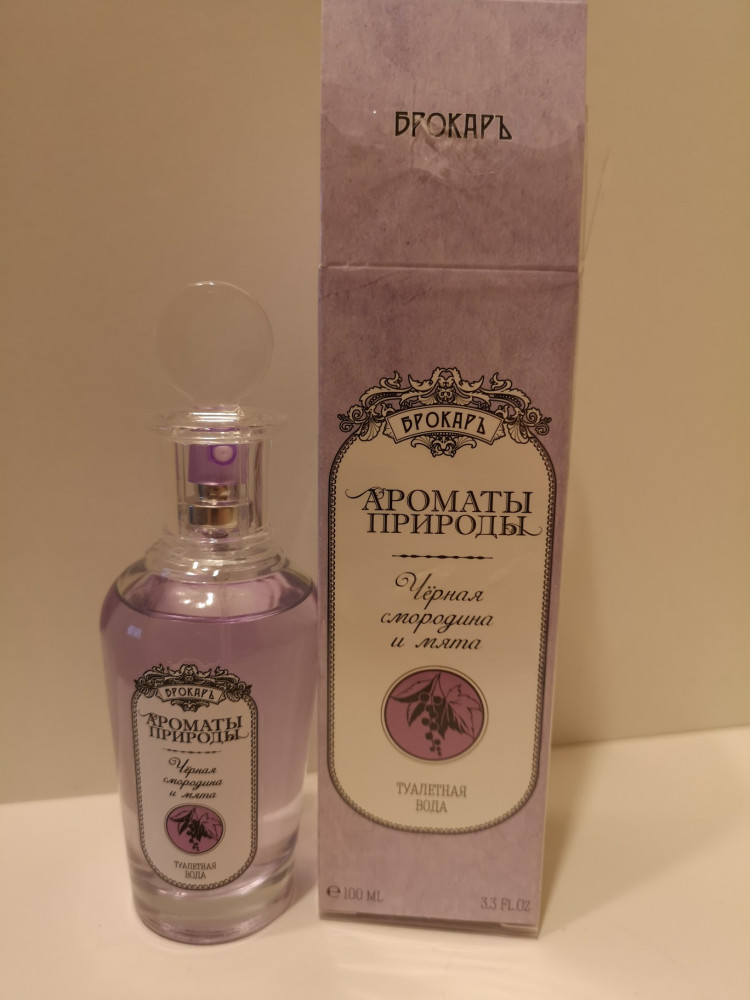 БРОКАРЪ
БРОКАРЪ
АРОМАТЫ
ПРИРОДЫ
Чёрная
смородина
и мята
ТУАЛЕТНАЯ
ВОДА
℮ 100 ML
3.3 FL.OZ
БРОКАРЪ
АРОМАТЫ
ПРИРОДЫ
Чёрная
смородина
и мята
ТУАЛЕТНАЯ
ВОДА